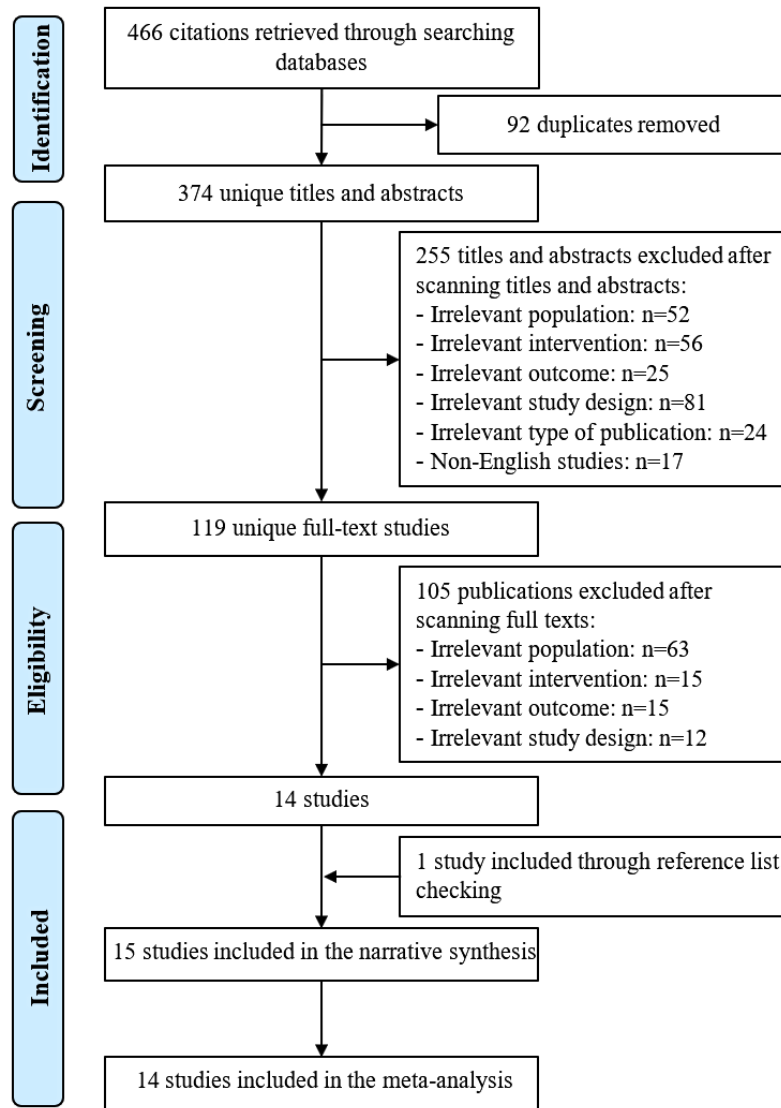 Identification
466 citations retrieved through searching
databases
92 duplicates removed
374 unique titles and abstracts
Screening
255 titles and abstracts excluded after
scanning titles and abstracts:
- Irrelevant population: n=52
- Irrelevant intervention: n=56
- Irrelevant outcome: n=25
- Irrelevant study design: n=81
- Irrelevant type of publication: n=24
- Non-English studies: n=17
119 unique full-text studies
Eligibility
105 publications excluded after
scanning full texts:
- Irrelevant population: n=63
- Irrelevant intervention: n=15
- Irrelevant outcome: n=15
- Irrelevant study design: n=12
14 studies
Included
1 study included through reference list
checking
15 studies included in the narrative synthesis
14 studies included in the meta-analysis